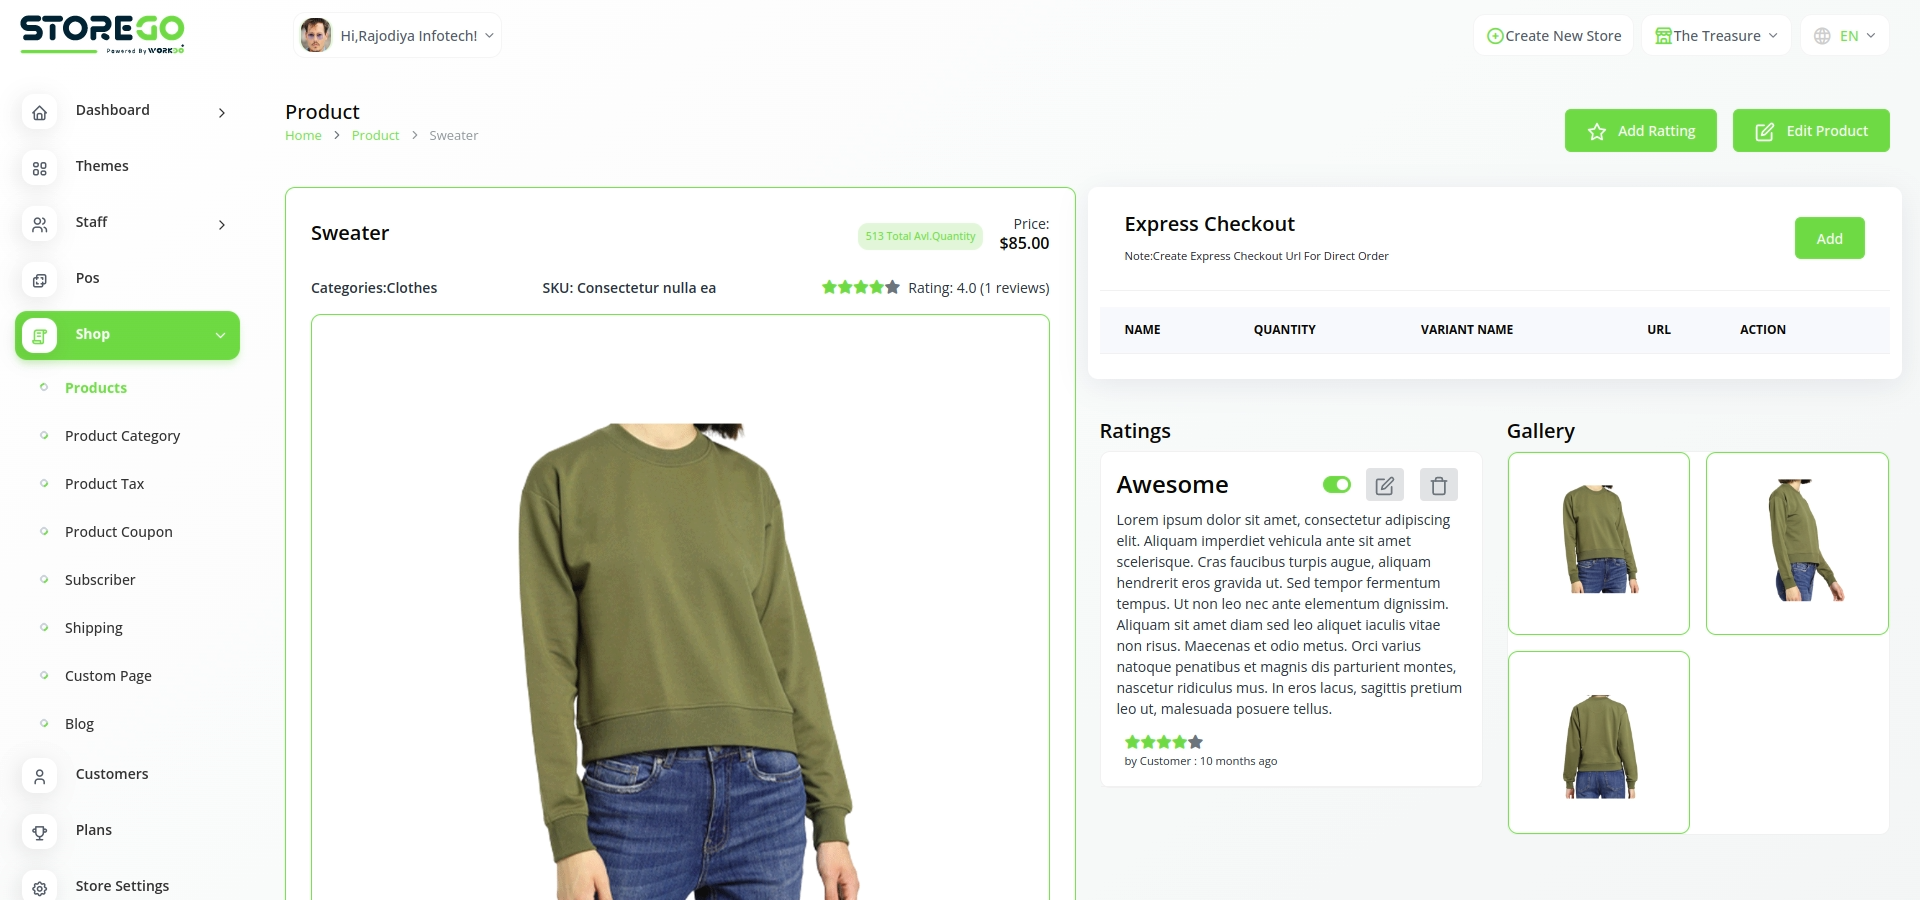 STOREGO
Powered By WORKDO
Hi,Rajodiya Infotech!
Create New Store
The Treasure
EN
Dashboard
Themes
Staff
Pos
Shop
Products
Product Category
Product Tax
Product Coupon
Subscriber
Shipping
Custom Page
Blog
Customers
Plans
Store Settings
Product
Home > Product > Sweater
Add Ratting
Edit Product
Sweater
513 Total Avl.Quantity
Price:
$85.00
Categories:Clothes
SKU: Consectetur nulla ea
Rating: 4.0 (1 reviews)
Express Checkout
Note:Create Express Checkout Url For Direct Order
Add
NAME QUANTITY VARIANT NAME URL ACTION
Ratings
Awesome
Lorem ipsum dolor sit amet, consectetur adipiscing
elit. Aliquam imperdiet vehicula ante sit amet
scelerisque. Cras faucibus turpis augue, aliquam
hendrerit eros gravida ut. Sed tempor fermentum
tempus. Ut non leo nec ante elementum dignissim.
Aliquam sit amet diam sed leo aliquet iaculis vitae
non risus. Maecenas et odio metus. Orci varius
natoque penatibus et magnis dis parturient montes,
nascetur ridiculus mus. In eros lacus, sagittis pretium
leo ut, malesuada posuere tellus.
by Customer : 10 months ago
Gallery